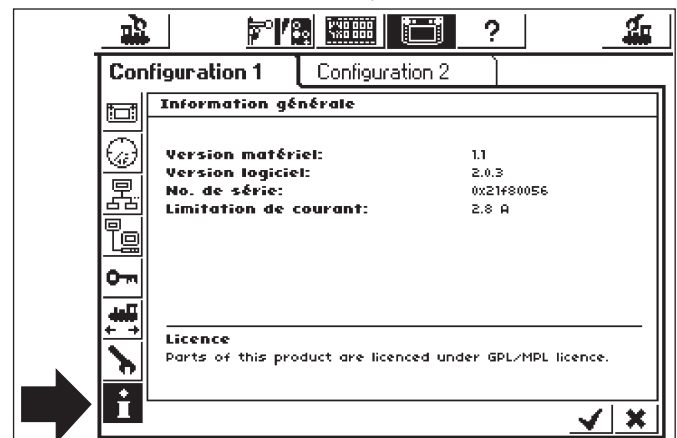 ?
Configuration 1
Configuration 2
Information générale
Version matériel: 1.1
Version logiciel: 2.0.3
No. de série: 0x21f80056
Limitation de courant: 2.8 A
Licence
Parts of this product are licenced under GPL/MPL licence.
i